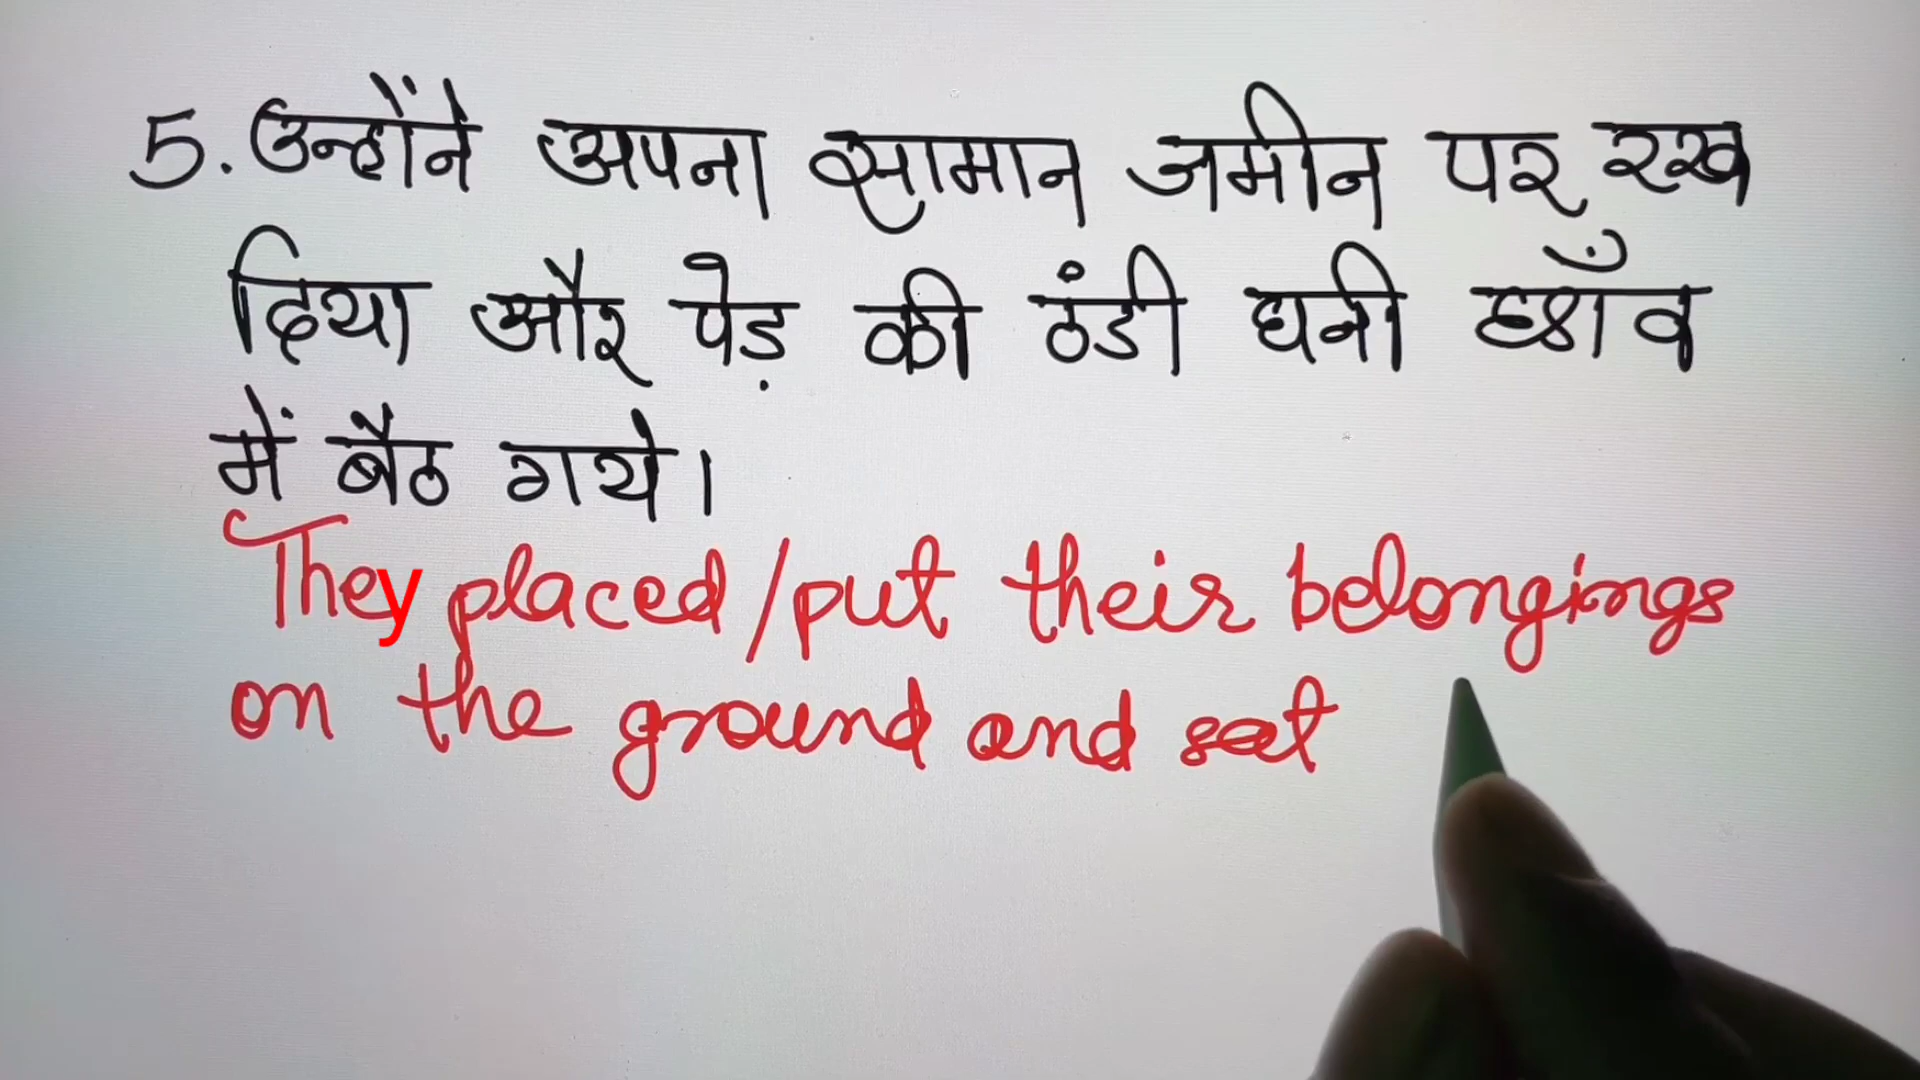 5. उन्होंने अपना सामान जमीन पर रख
दिया और पेड़ की ठंडी घनी छाँव
में बैठ गये।
They placed/put their belongings
on the ground and sat